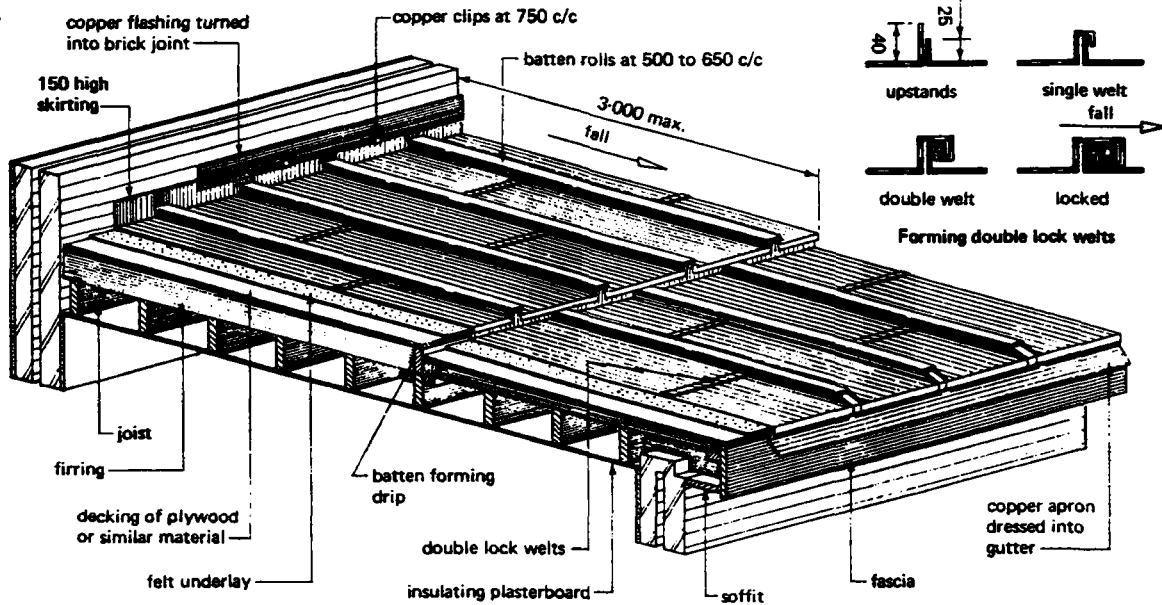 copper flashing turned
into brick joint
copper clips at 750 c/c
batten rolls at 500 to 650 c/c
150 high
skirting
3·000 max.
fall
40
25
upstands
single welt
fall
double welt
locked
Forming double lock welts
joist
firring
decking of plywood
or similar material
felt underlay
batten forming
drip
double lock welts
insulating plasterboard
soffit
fascia
copper apron
dressed into
gutter